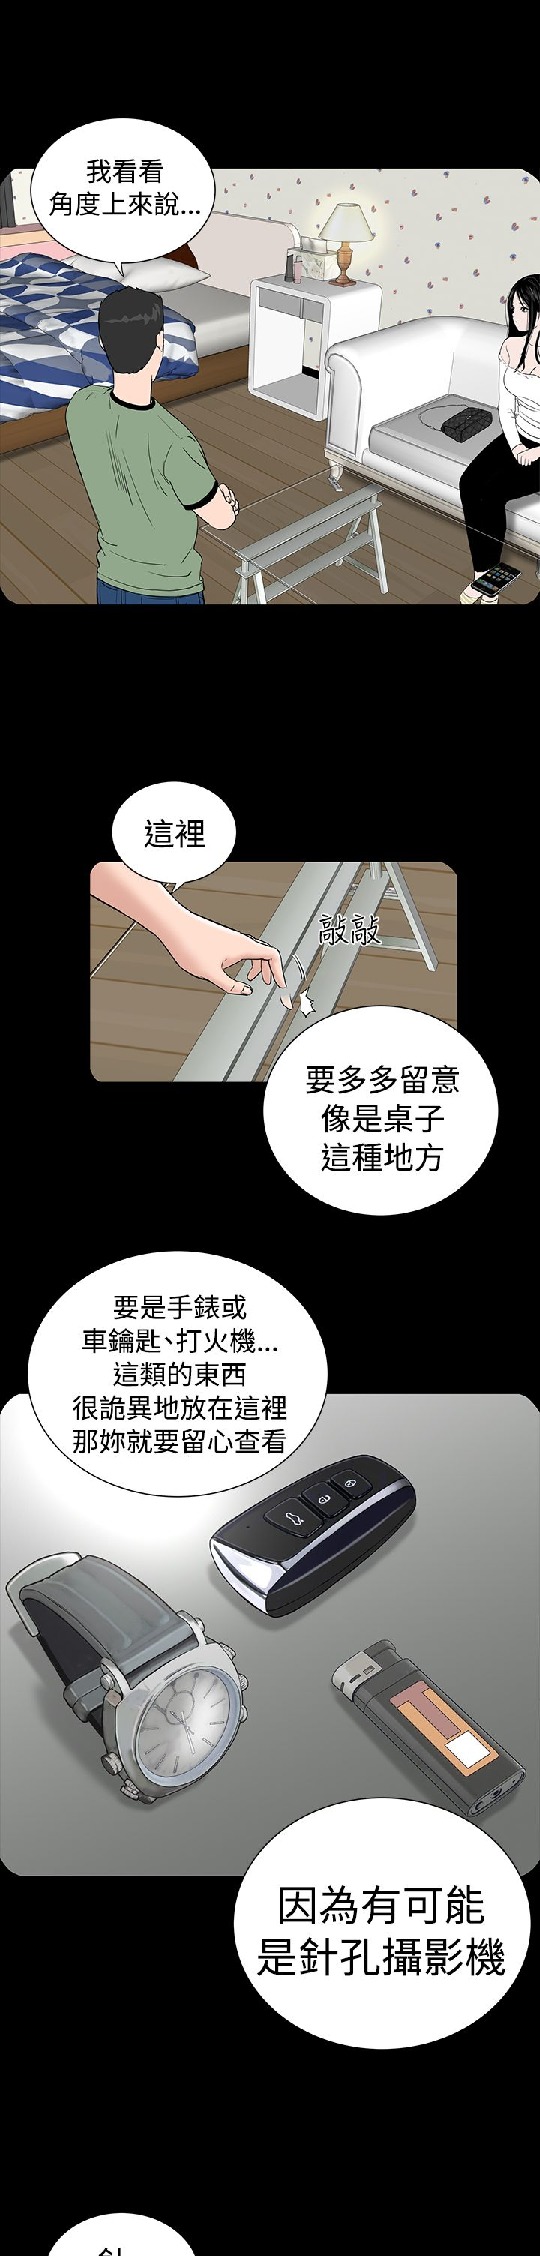 我看看
角度上來說...
這裡
敲敲
要多多留意
像是桌子
這種地方
要是手錶或
車鑰匙、打火機...
這類的東西
很詭異地放在這裡
那妳就要留心查看
因為有可能
是針孔攝影機